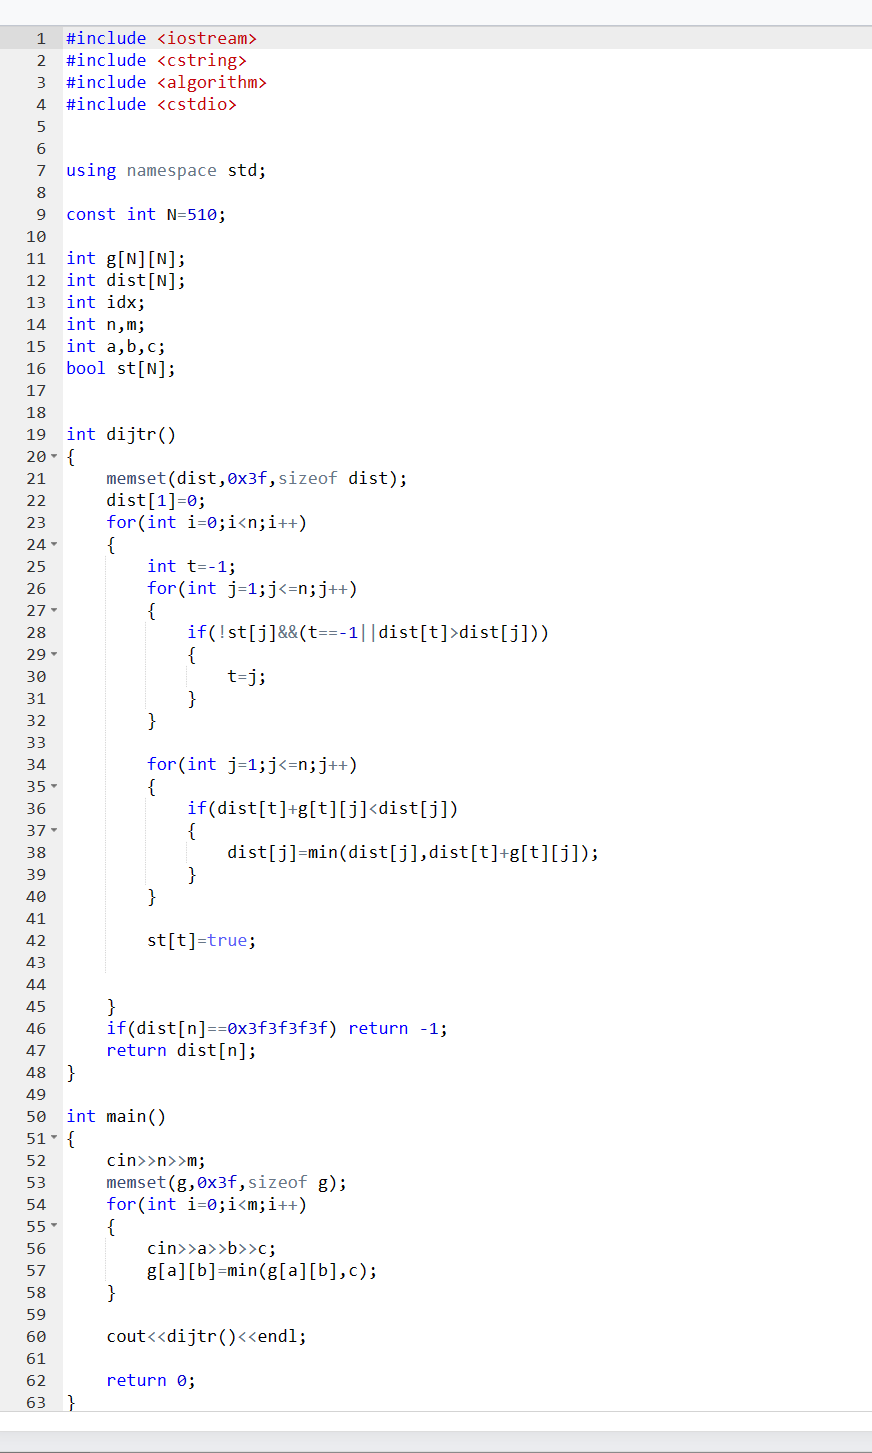 1 #include <iostream>
2 #include <cstring>
3 #include <algorithm>
4 #include <cstdio>
5
6
7 using namespace std;
8
9 const int N=510;
10
11 int g[N][N];
12 int dist[N];
13 int idx;
14 int n,m;
15 int a,b,c;
16 bool st[N];
17
18
19 int dijtr()
20 {
21     memset(dist,0x3f,sizeof dist);
22     dist[1]=0;
23     for(int i=0;i<n;i++)
24     {
25         int t=-1;
26         for(int j=1;j<=n;j++)
27         {
28             if(!st[j]&&(t==-1||dist[t]>dist[j]))
29             {
30                 t=j;
31             }
32         }
33
34         for(int j=1;j<=n;j++)
35         {
36             if(dist[t]+g[t][j]<dist[j])
37             {
38                 dist[j]=min(dist[j],dist[t]+g[t][j]);
39             }
40         }
41
42         st[t]=true;
43
44
45     }
46     if(dist[n]==0x3f3f3f3f) return -1;
47     return dist[n];
48 }
49
50 int main()
51 {
52     cin>>n>>m;
53     memset(g,0x3f,sizeof g);
54     for(int i=0;i<m;i++)
55     {
56         cin>>a>>b>>c;
57         g[a][b]=min(g[a][b],c);
58     }
59
60     cout<<dijtr()<<endl;
61
62     return 0;
63 }